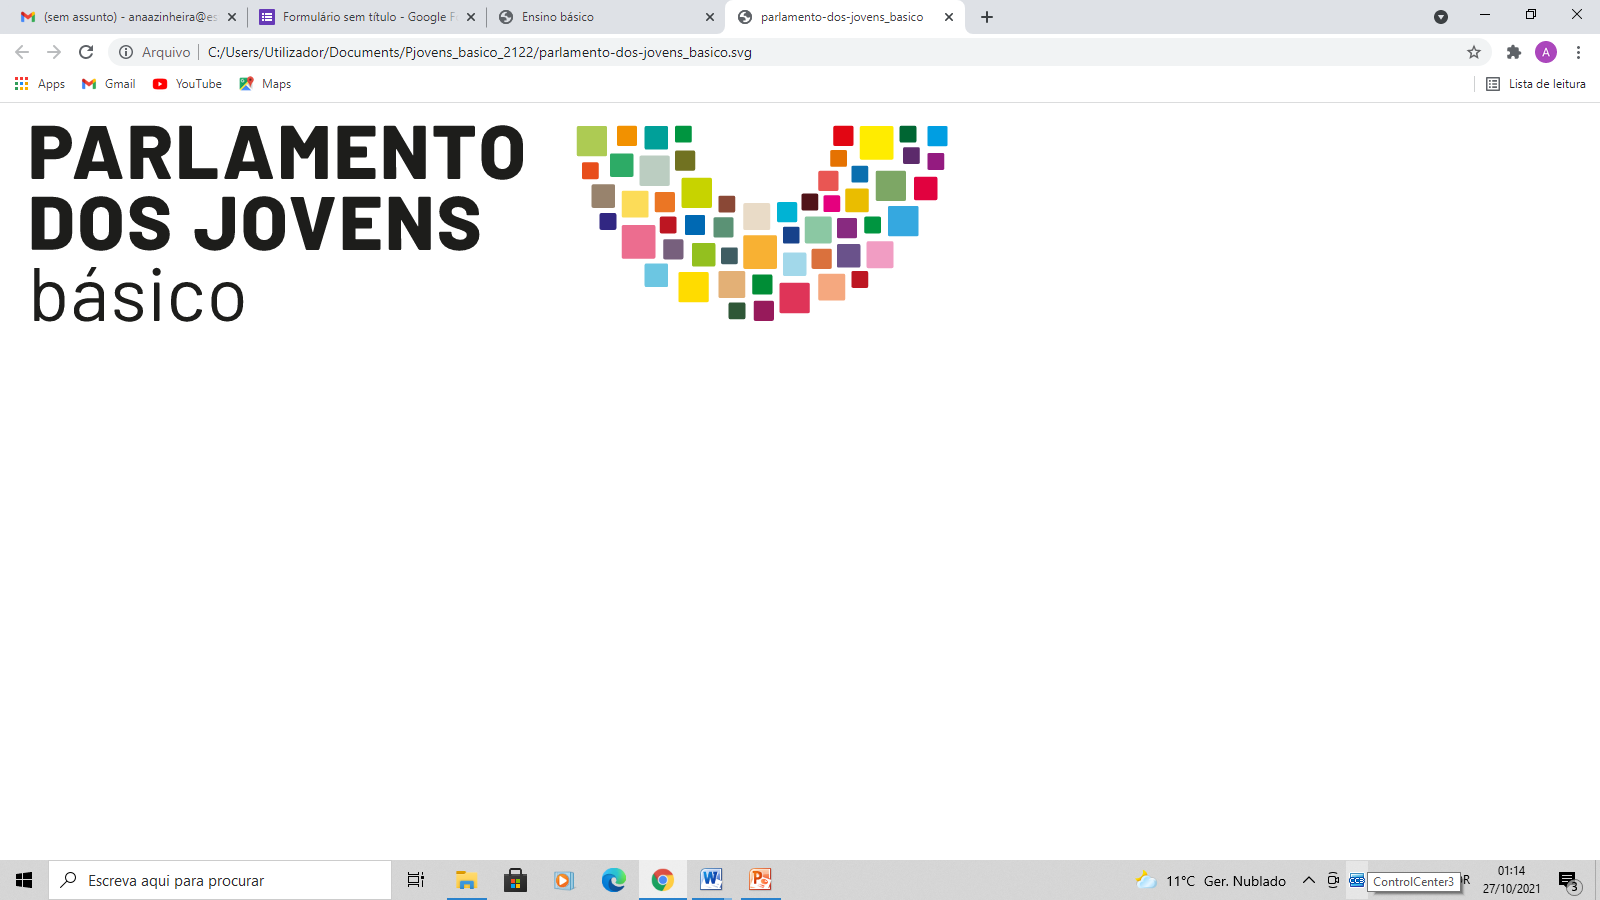 (sem assunto) - anaazinheira@es
Formulário sem título - Google F
Ensino básico
parlamento-dos-jovens_basico
Arquivo
C:/Users/Utilizador/Documents/Pjovens_basico_2122/parlamento-dos-jovens_basico.svg
A
Apps
Gmail
YouTube
Maps
Lista de leitura
PARLAMENTO
DOS JOVENS
básico
Escreva aqui para procurar
11°C Ger. Nublado
ControlCenter3
01:14
27/10/2021
3